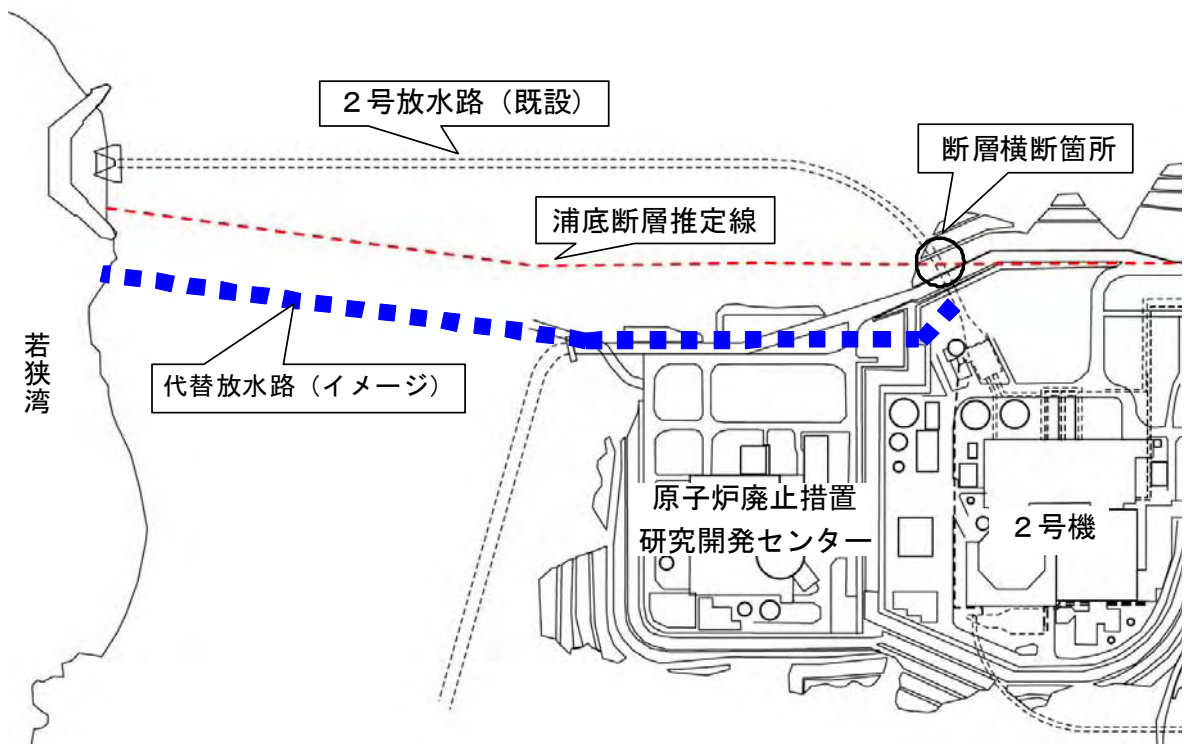 ２号放水路（既設）
断層横断箇所
浦底断層推定線
若狭湾
代替放水路（イメージ）
原子炉廃止措置
研究開発センター
２号機